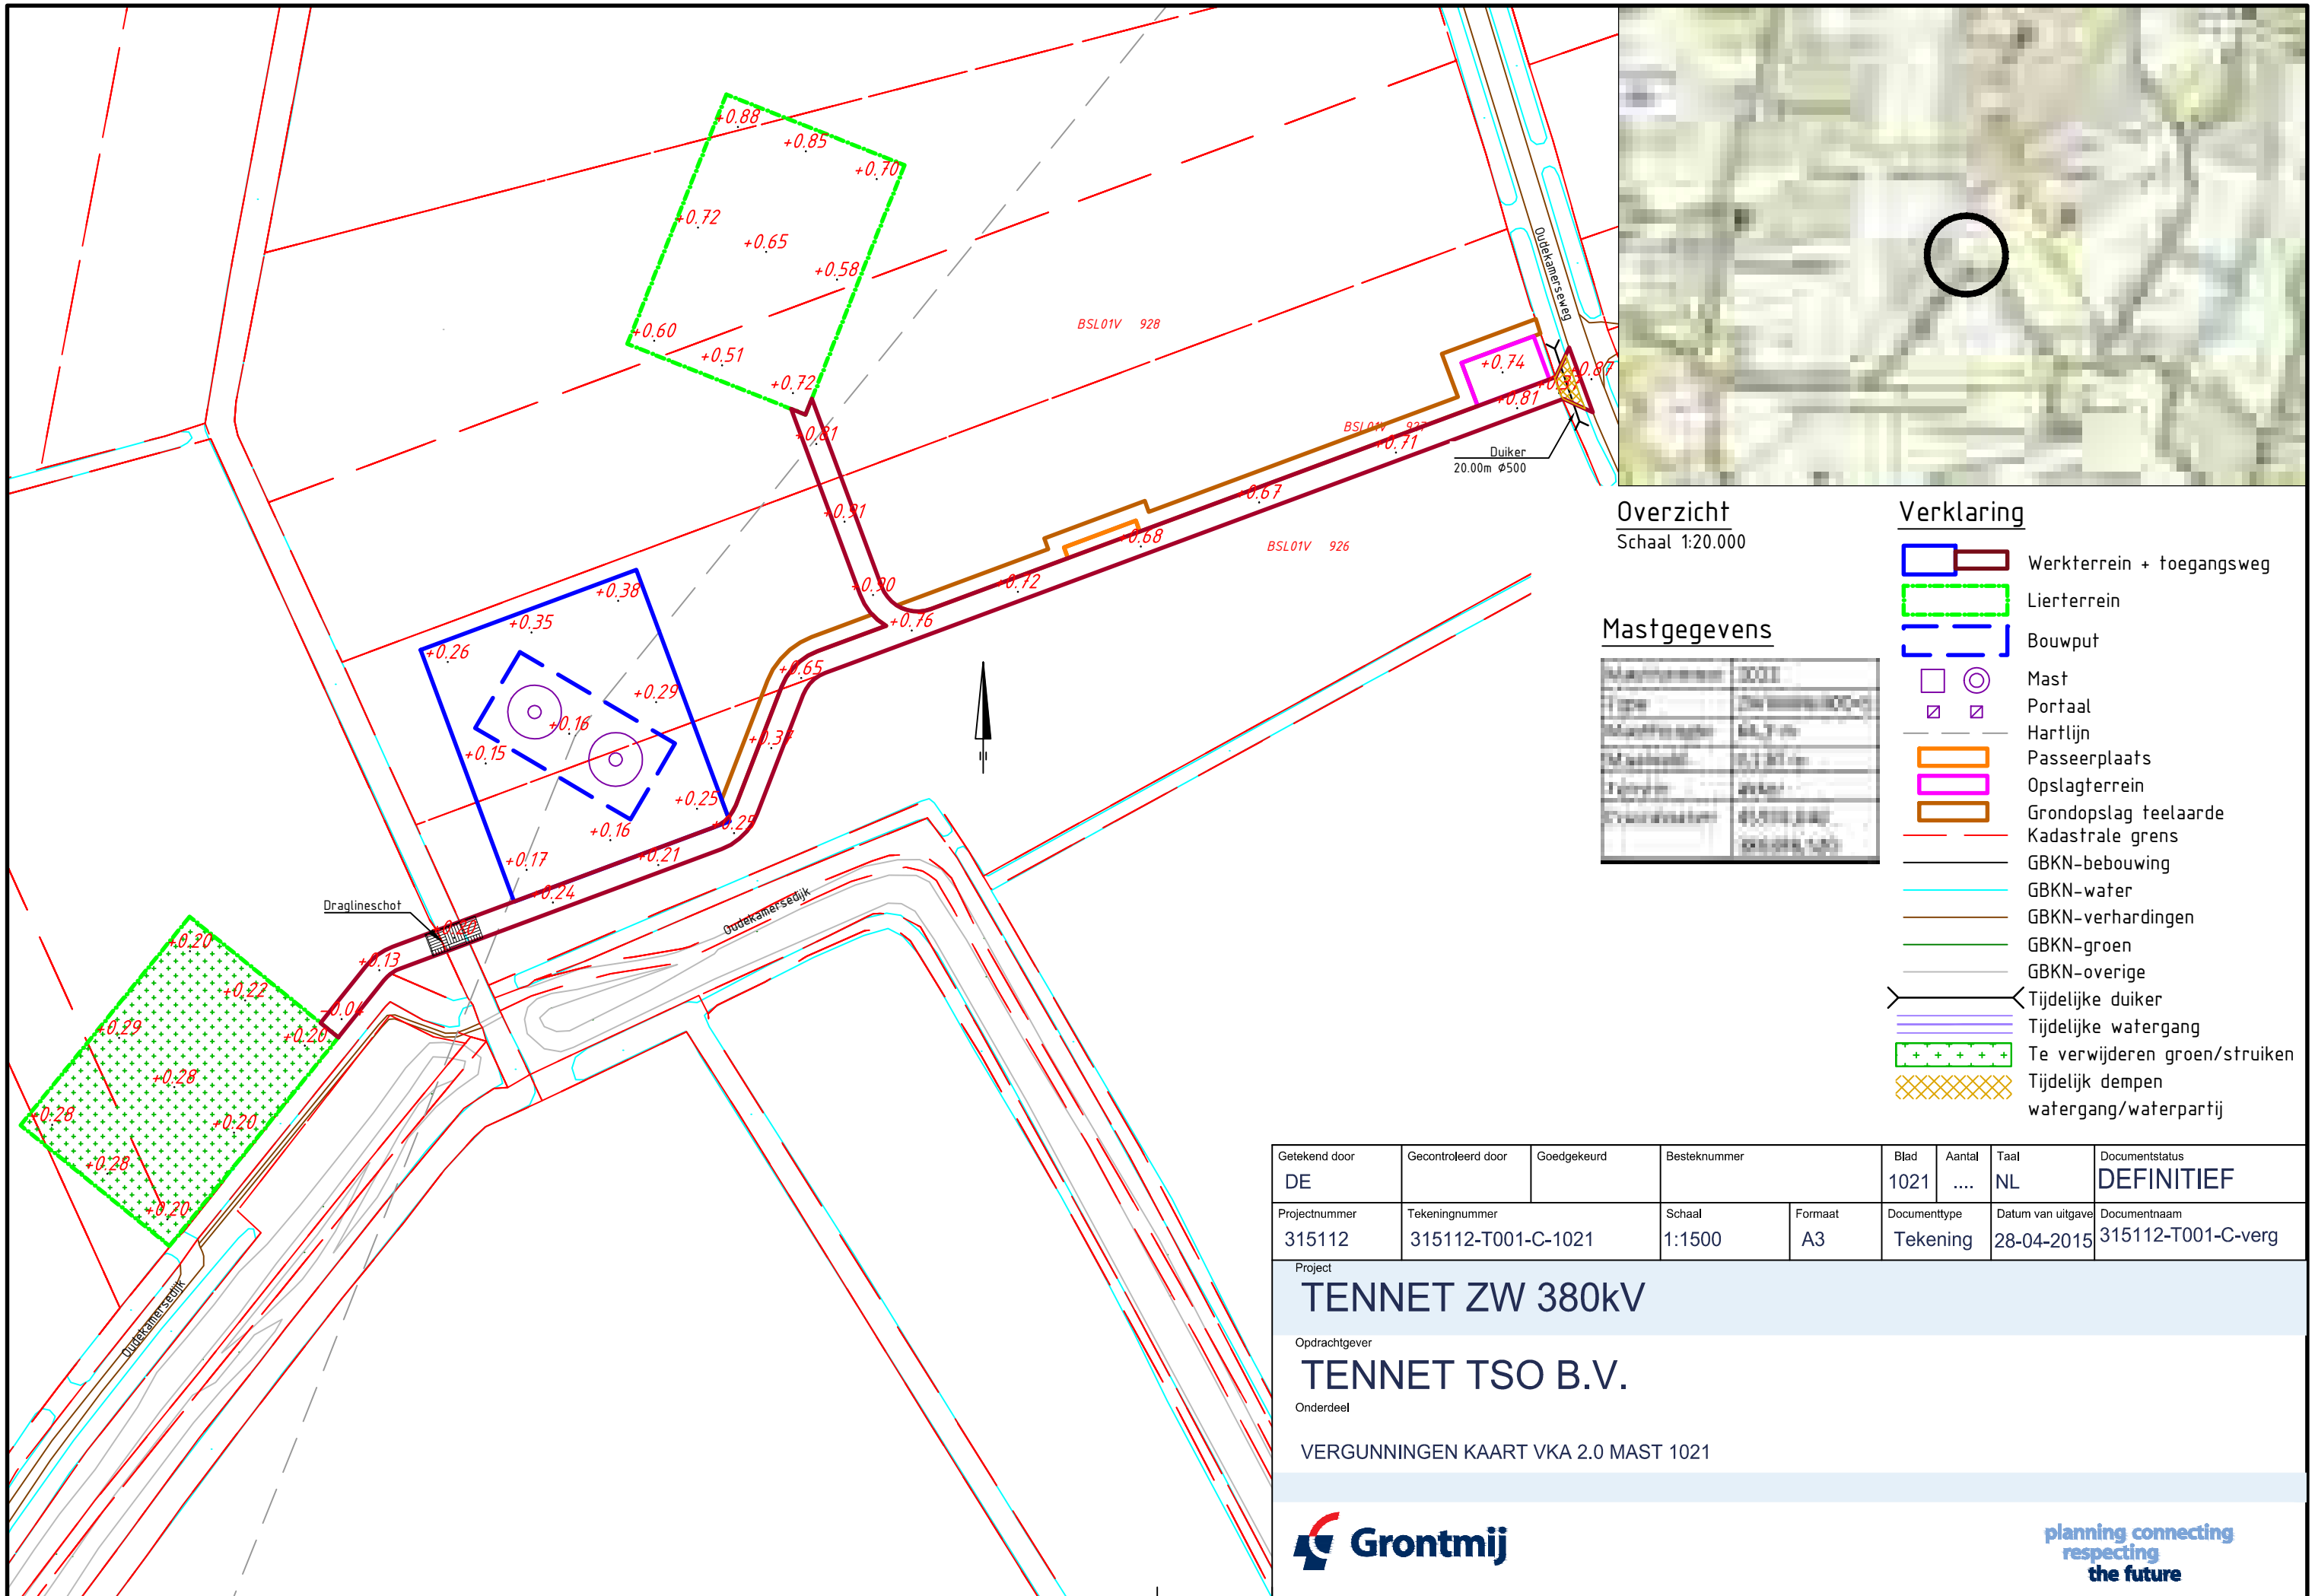 +0.88
+0.85
+0.70
+0.72
+0.65
+0.58
+0.60
+0.51
+0.72
+0.81
+0.91
+0.90
+0.76
BSL01V 928
Oudekamerseweg
+0.74
+0.87
+0.81
BSL01V 927
+0.71
Duiker
20.00m Ø500
+0.67
+0.68
+0.72
BSL01V 926
+0.38
+0.35
+0.26
+0.29
+0.16
+0.15
+0.65
+0.37
+0.25
+0.25
+0.16
+0.21
+0.17
+0.24
Draglineschot
+0.20
+0.13
-0.04
Oudekamersedijk
+0.20
+0.22
+0.29
+0.20
+0.28
+0.28
+0.20
+0.28
+0.20
Oudekamersedijk
Overzicht
Schaal 1:20.000
Mastgegevens
Verklaring
Werkterrein + toegangsweg
Lierterrein
Bouwput
Mast
Portaal
Hartlijn
Passeerplaats
Opslagterrein
Grondopslag teelaarde
Kadastrale grens
GBKN-bebouwing
GBKN-water
GBKN-verhardingen
GBKN-groen
GBKN-overige
Tijdelijke duiker
Tijdelijke watergang
Te verwijderen groen/struiken
Tijdelijk dempen
watergang/waterpartij
Getekend door Gecontroleerd door Goedgekeurd Besteknummer Blad Aantal Taal Documentstatus
DE 1021 .... NL DEFINITIEF
Projectnummer Tekeningnummer Schaal Formaat Documenttype Datum van uitgave Documentnaam
315112 315112-T001-C-1021 1:1500 A3 Tekening 28-04-2015 315112-T001-C-verg
Project
TENNET ZW 380kV
Opdrachtgever
TENNET TSO B.V.
Onderdeel
VERGUNNINGEN KAART VKA 2.0 MAST 1021
Grontmij
planning connecting
respecting
the future